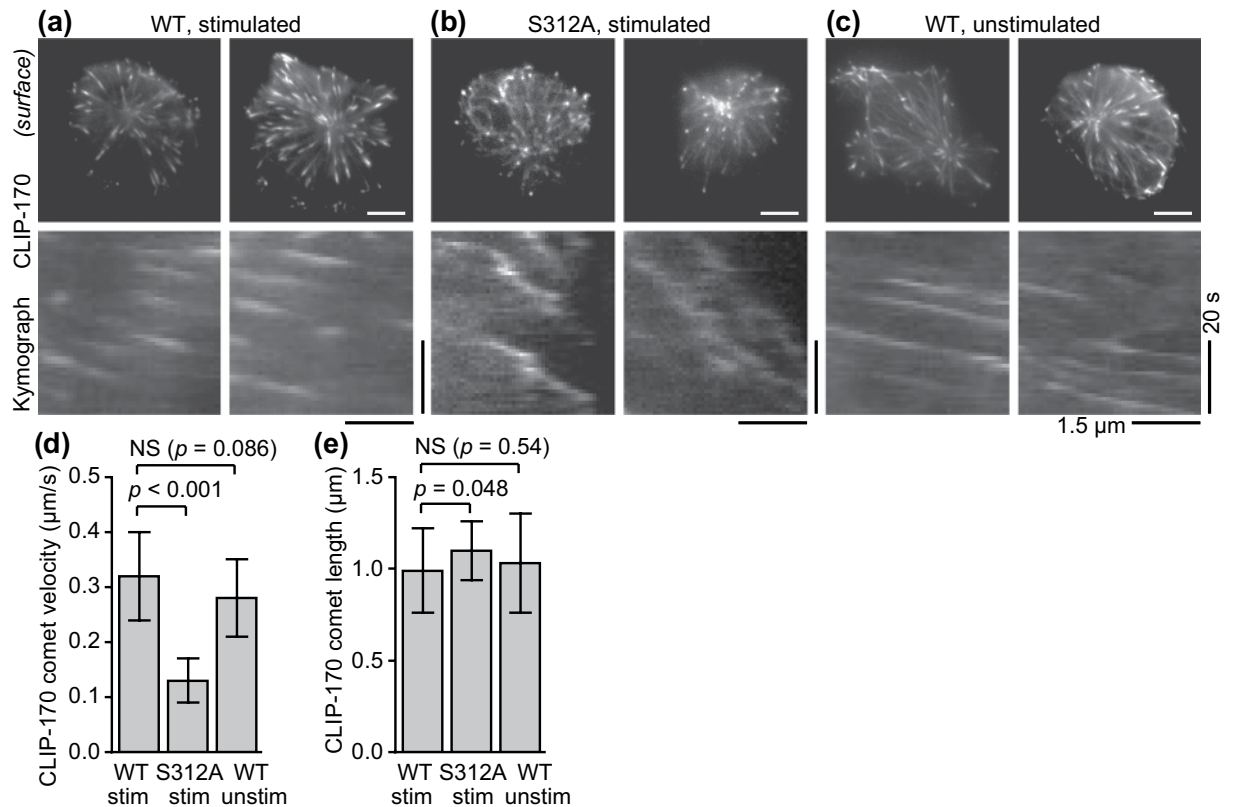 (a) WT, stimulated
(b) S312A, stimulated
(c) WT, unstimulated
CLIP-170 (surface)
Kymograph
20 s
1.5 µm
(d)
NS (p = 0.086)
p < 0.001
CLIP-170 comet velocity (µm/s)
0.5
0.4
0.3
0.2
0.1
0.0
WT S312A WT
stim stim unstim
(e)
NS (p = 0.54)
p = 0.048
CLIP-170 comet length (µm)
1.5
1.0
0.5
0.0
WT S312A WT
stim stim unstim